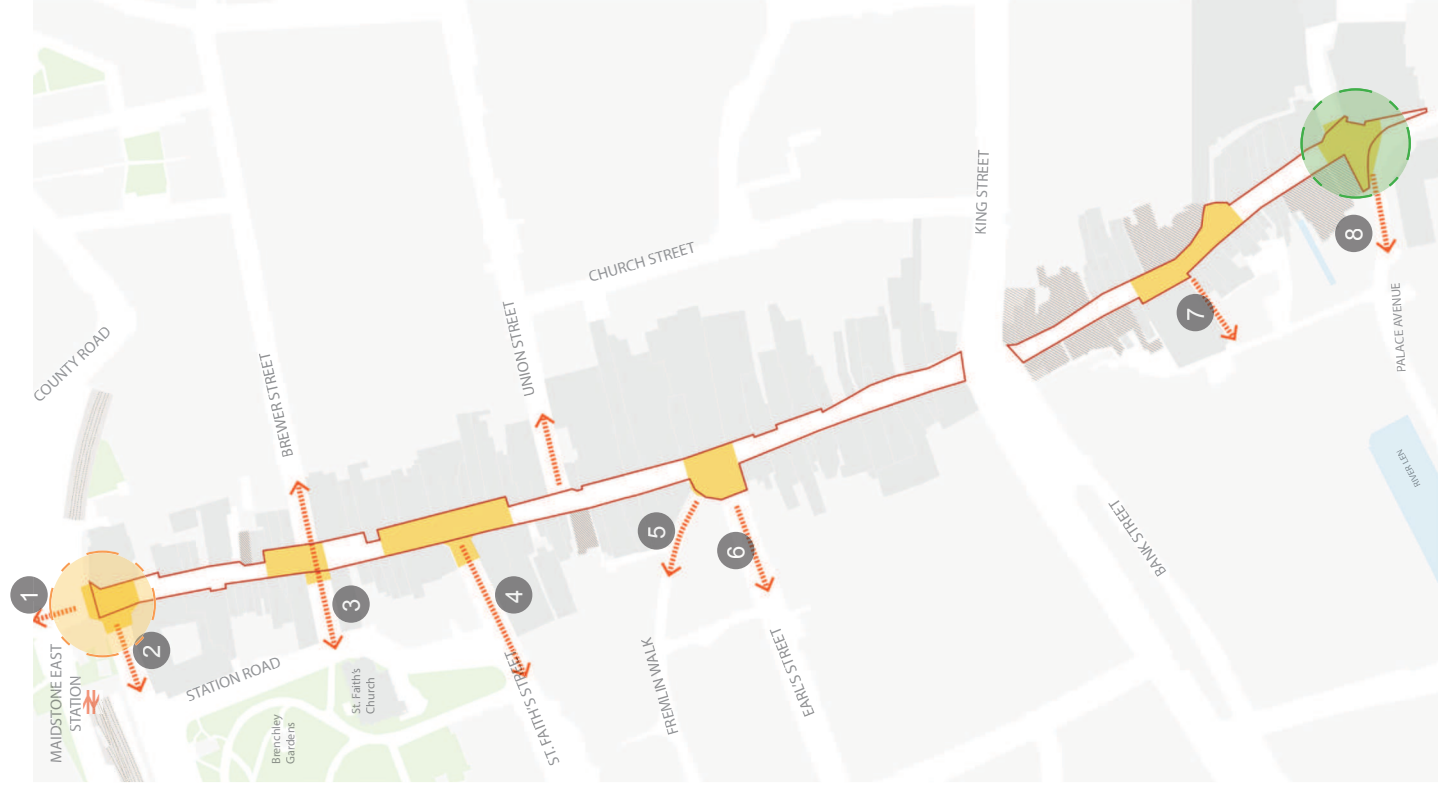 COUNTY ROAD
1
MAIDSTONE EAST
STATION
2
STATION ROAD
BREWER STREET
3
Brenchley
Gardens
St. Faith's
Church
4
ST. FAITH'S STREET
UNION STREET
CHURCH STREET
5
FREMLIN WALK
6
EARL'S STREET
KING STREET
BANK STREET
7
8
PALACE AVENUE
RIVER LEN